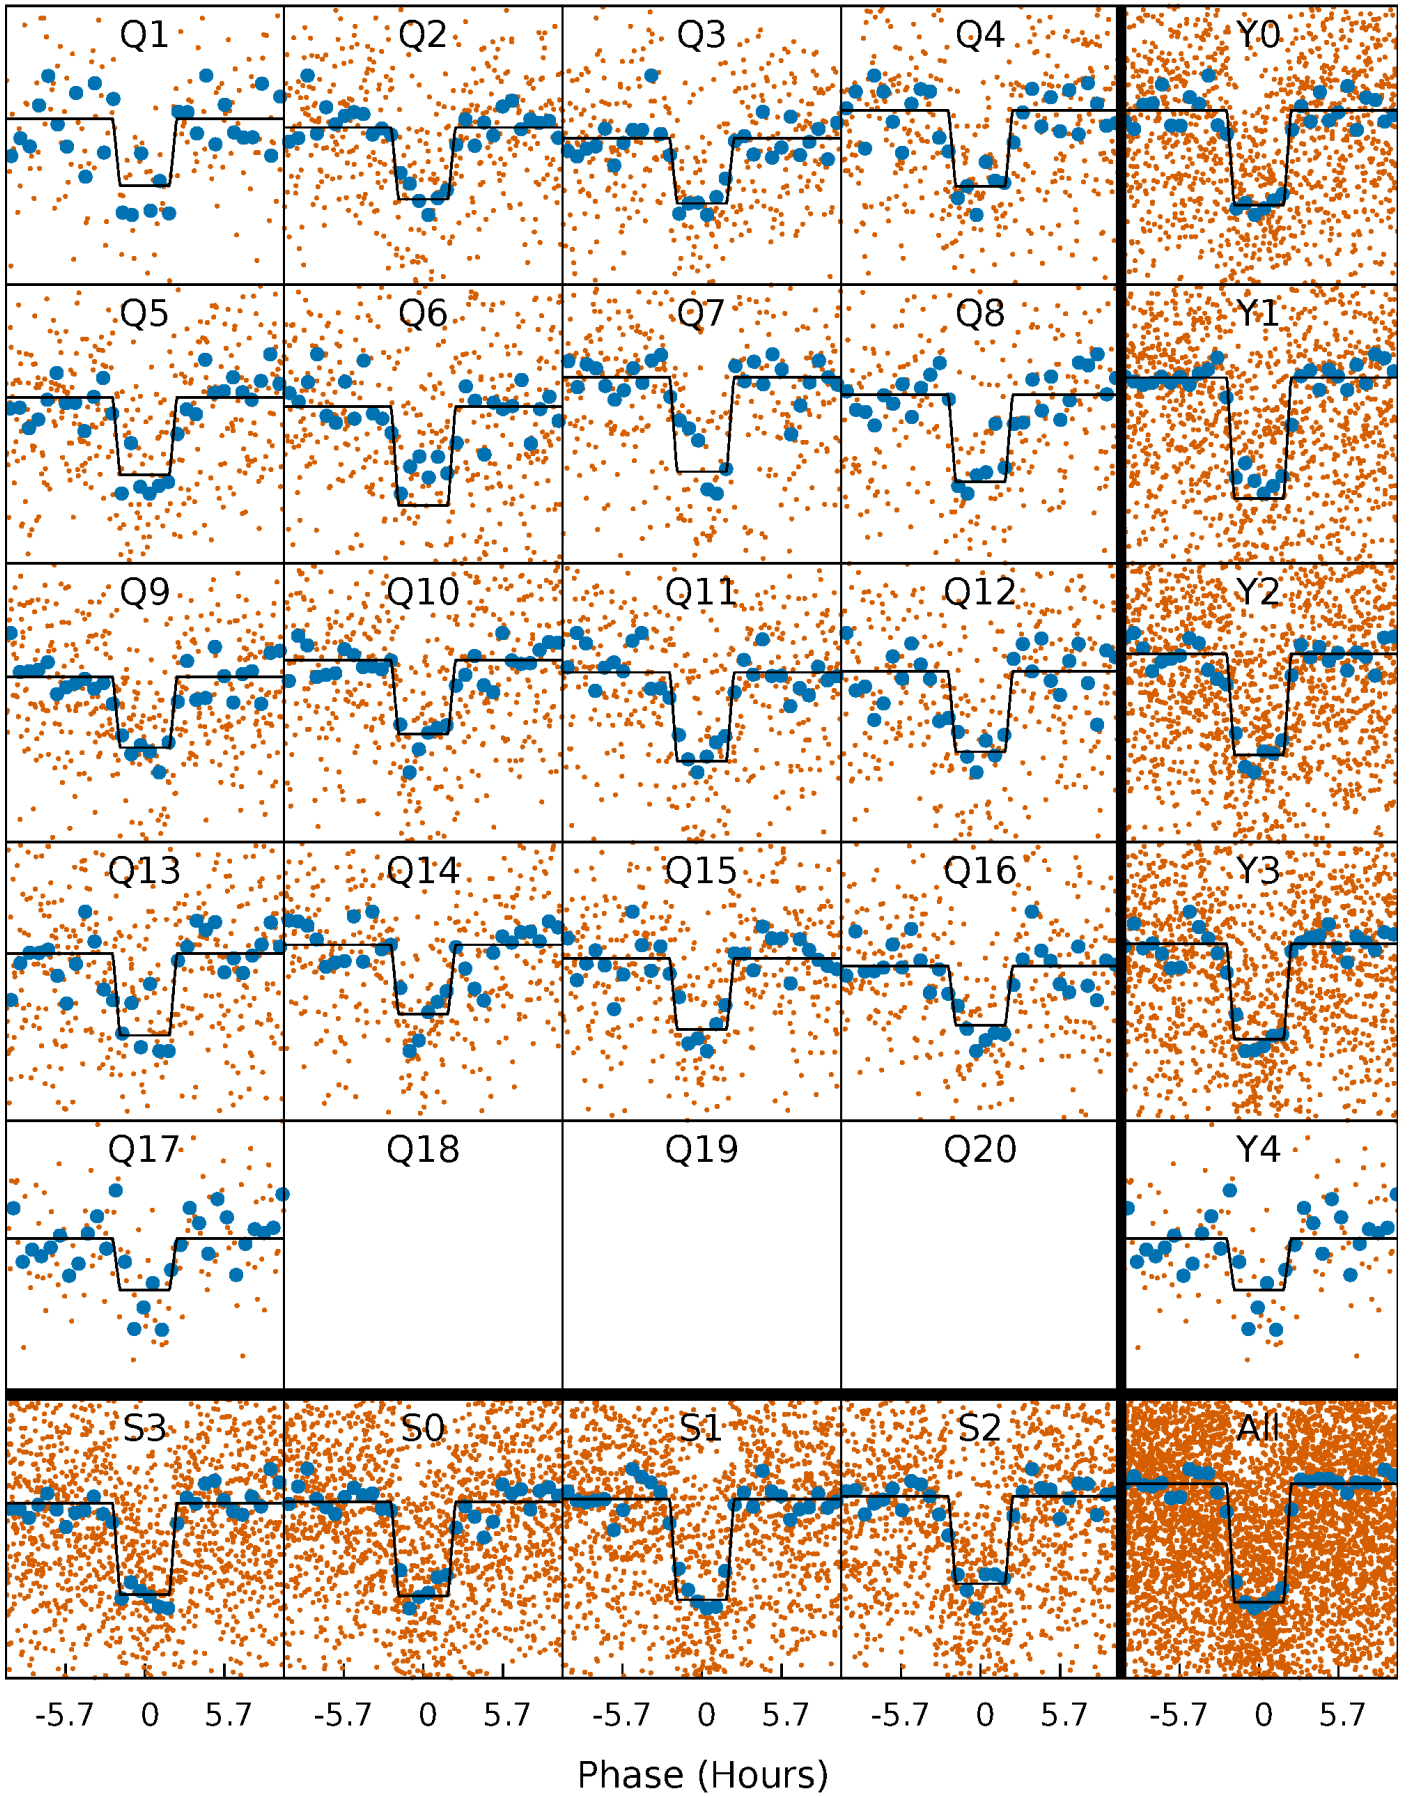 Q1 Q2 Q3 Q4 Y0
Q5 Q6 Q7 Q8 Y1
Q9 Q10 Q11 Q12 Y2
Q13 Q14 Q15 Q16 Y3
Q17 Q18 Q19 Q20 Y4
S3 S0 S1 S2 All
-5.7 0 5.7 -5.7 0 5.7 -5.7 0 5.7 -5.7 0 5.7 -5.7 0 5.7
Phase (Hours)